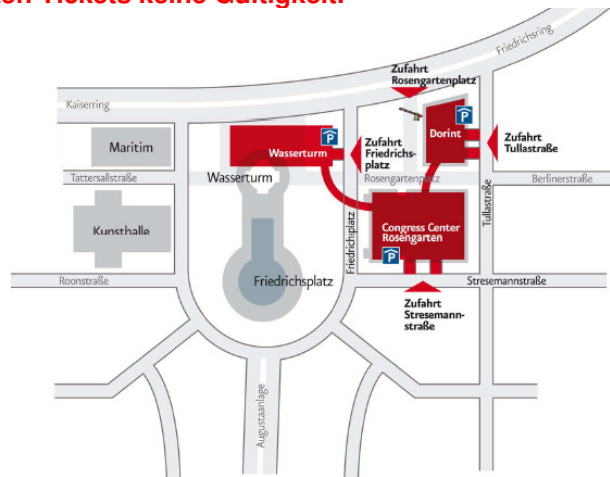 Tickets keine Gültigkeit.
Friedrichsring
Zufahrt
Rosengartenplatz
Kaiserring
P
Dorint
Zufahrt
Tullastraße
Maritim
P
Wasserturm
Zufahrt
Friedrichs-
platz
Tattersallstraße
Wasserturm
Rosengartenplatz
Berlinerstraße
Tullastraße
Kunsthalle
Friedrichsplatz
Congress Center
Rosengarten
P
Roonstraße
Friedrichsplatz
Stresemannstraße
Zufahrt
Stresemann-
straße
Augustaanlage